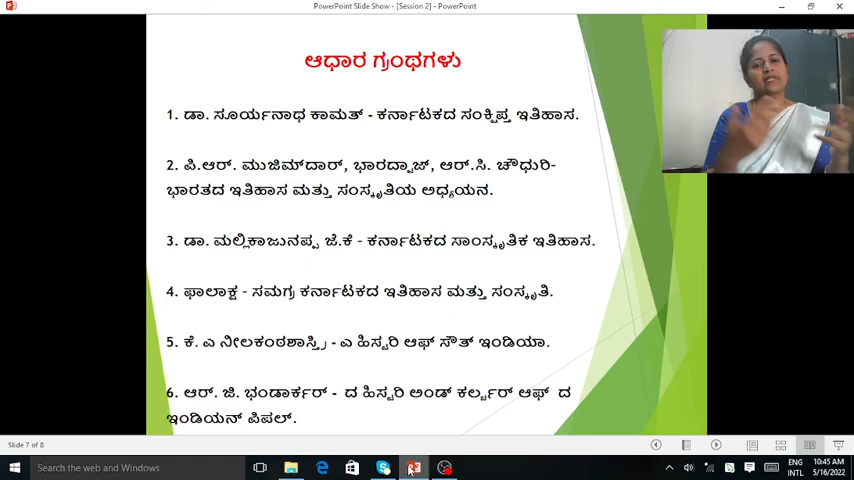 PowerPoint Slide Show - [Session 2] - PowerPoint
ಆಧಾರ ಗ್ರಂಥಗಳು
1. ಡಾ. ಸೂರ್ಯನಾಥ ಕಾಮತ್ - ಕರ್ನಾಟಕದ ಸಂಕ್ಷಿಪ್ತ ಇತಿಹಾಸ.
2. ಪಿ.ಆರ್. ಮುಜಿಮ್‌ದಾರ್, ಭಾರದ್ವಾಜ್, ಆರ್.ಸಿ. ಚೌಧುರಿ-
ಭಾರತದ ಇತಿಹಾಸ ಮತ್ತು ಸಂಸ್ಕೃತಿಯ ಅಧ್ಯಯನ.
3. ಡಾ. ಮಲ್ಲಿಕಾಜುನಪ್ಪ ಜೆ.ಕೆ - ಕರ್ನಾಟಕದ ಸಾಂಸ್ಕೃತಿಕ ಇತಿಹಾಸ.
4. ಫಾಲಾಕ್ಷ - ಸಮಗ್ರ ಕರ್ನಾಟಕದ ಇತಿಹಾಸ ಮತ್ತು ಸಂಸ್ಕೃತಿ.
5. ಕೆ. ಎ ನೀಲಕಂಠಶಾಸ್ತ್ರಿ - ಎ ಹಿಸ್ಟರಿ ಆಫ್ ಸೌತ್ ಇಂಡಿಯಾ.
6. ಆರ್. ಜಿ. ಭಂಡಾರ್ಕರ್ - ದ ಹಿಸ್ಟರಿ ಅಂಡ್ ಕಲ್ಚರ್ ಆಫ್ ದ
ಇಂಡಿಯನ್ ಪಿಪಲ್.
Slide 7 of 8
Search the web and Windows
ENG
INTL
10:45 AM
5/16/2022